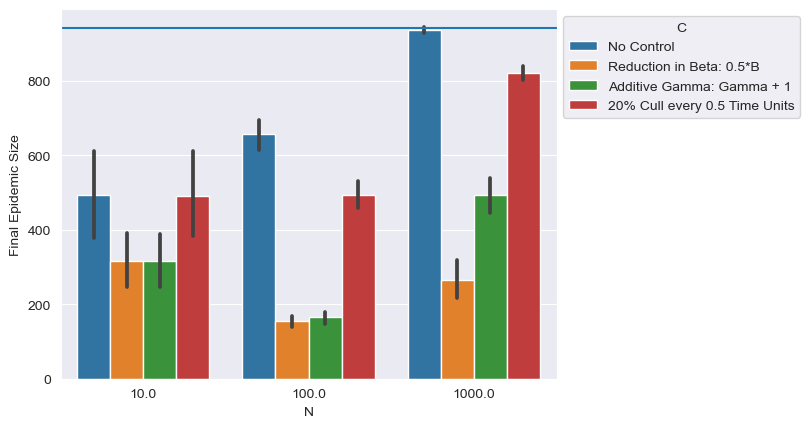 C
No Control
Reduction in Beta: 0.5*B
Additive Gamma: Gamma + 1
20% Cull every 0.5 Time Units
Final Epidemic Size
800
600
400
200
0
10.0
100.0
1000.0
N